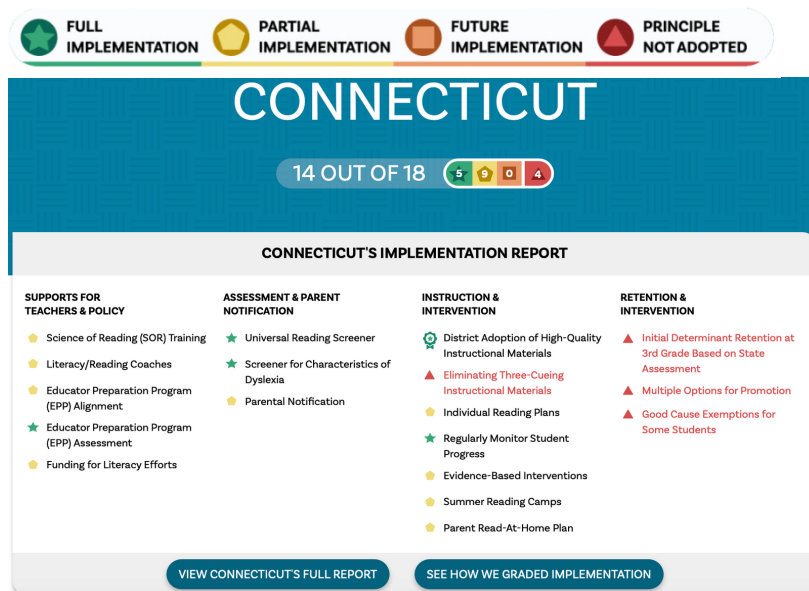 FULL
IMPLEMENTATION
PARTIAL
IMPLEMENTATION
FUTURE
IMPLEMENTATION
PRINCIPLE
NOT ADOPTED
CONNECTICUT
14 OUT OF 18
5 9 0 4
CONNECTICUT'S IMPLEMENTATION REPORT
SUPPORTS FOR
TEACHERS & POLICY
Science of Reading (SOR) Training
Literacy/Reading Coaches
Educator Preparation Program
(EPP) Alignment
Educator Preparation Program
(EPP) Assessment
Funding for Literacy Efforts
ASSESSMENT & PARENT
NOTIFICATION
Universal Reading Screener
Screener for Characteristics of
Dyslexia
Parental Notification
INSTRUCTION &
INTERVENTION
District Adoption of High-Quality
Instructional Materials
Eliminating Three-Cueing
Instructional Materials
Individual Reading Plans
Regularly Monitor Student
Progress
Evidence-Based Interventions
Summer Reading Camps
Parent Read-At-Home Plan
RETENTION &
INTERVENTION
Initial Determinant Retention at
3rd Grade Based on State
Assessment
Multiple Options for Promotion
Good Cause Exemptions for
Some Students
VIEW CONNECTICUT'S FULL REPORT
SEE HOW WE GRADED IMPLEMENTATION